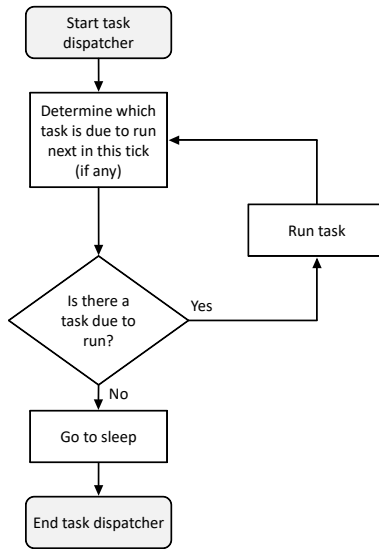 Start task
dispatcher
Determine which
task is due to run
next in this tick
(if any)
Run task
Is there a
task due to
run?
Yes
No
Go to sleep
End task dispatcher